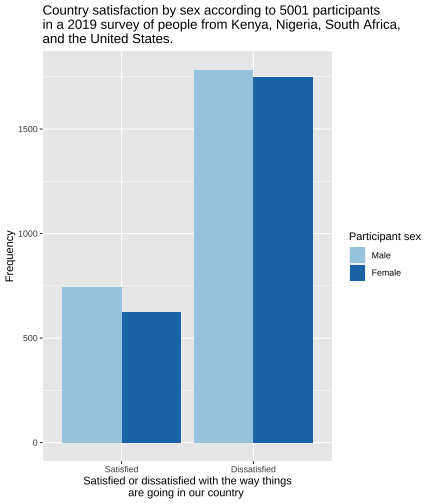 Country satisfaction by sex according to 5001 participants
in a 2019 survey of people from Kenya, Nigeria, South Africa,
and the United States.
1500
1000
500
0
Frequency
Satisfied
Dissatisfied
Satisfied or dissatisfied with the way things
are going in our country
Participant sex
Male
Female